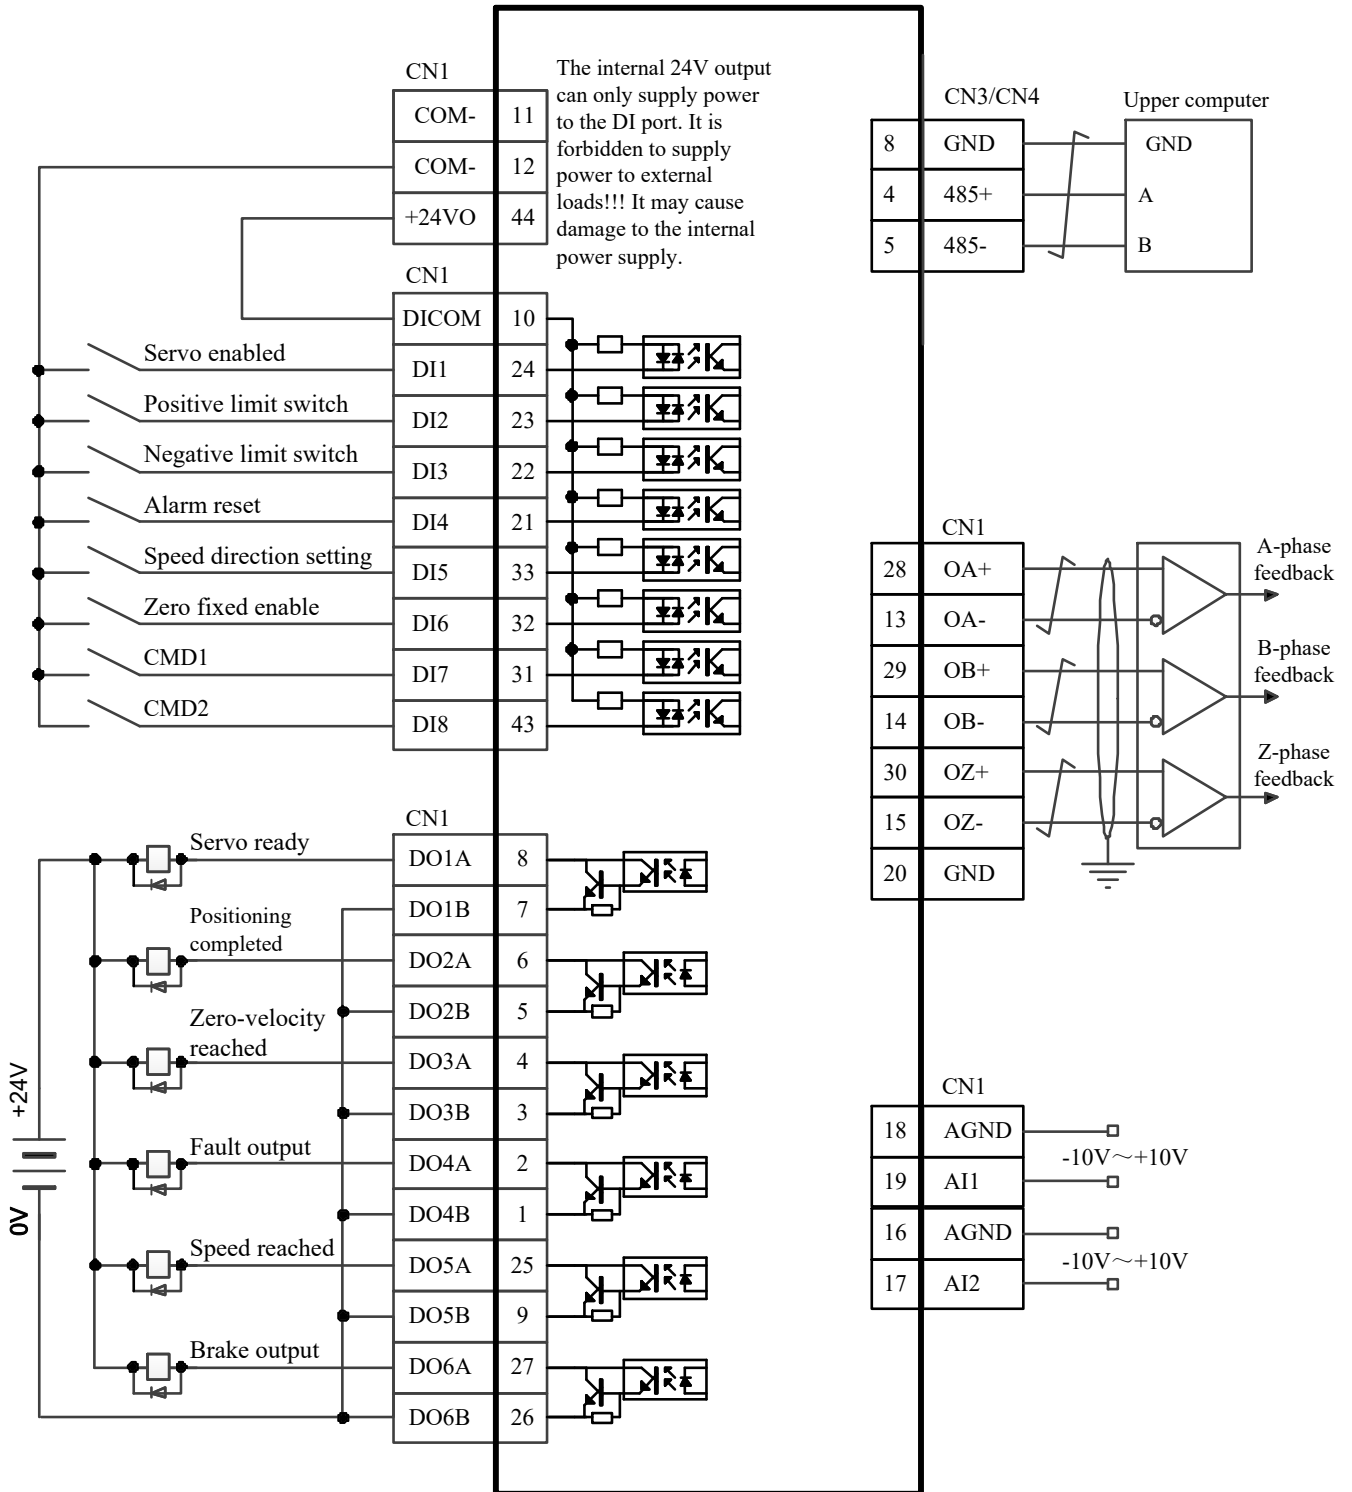 CN1
COM- 11
COM- 12
+24VO 44
The internal 24V output
can only supply power
to the DI port. It is
forbidden to supply
power to external
loads!!! It may cause
damage to the internal
power supply.
CN1
DICOM 10
Servo enabled DI1 24
Positive limit switch DI2 23
Negative limit switch DI3 22
Alarm reset DI4 21
Speed direction setting DI5 33
Zero fixed enable DI6 32
CMD1 DI7 31
CMD2 DI8 43
CN1
Servo ready DO1A 8
DO1B 7
Positioning
completed
DO2A 6
DO2B 5
Zero-velocity
reached
DO3A 4
DO3B 3
Fault output DO4A 2
DO4B 1
Speed reached DO5A 25
DO5B 9
Brake output DO6A 27
DO6B 26
+24V
0V
CN3/CN4
Upper computer
8 GND GND
4 485+ A
5 485- B
CN1
28 OA+
13 OA-
29 OB+
14 OB-
30 OZ+
15 OZ-
20 GND
A-phase
feedback
B-phase
feedback
Z-phase
feedback
CN1
18 AGND
-10V～+10V
19 AI1
16 AGND
-10V～+10V
17 AI2